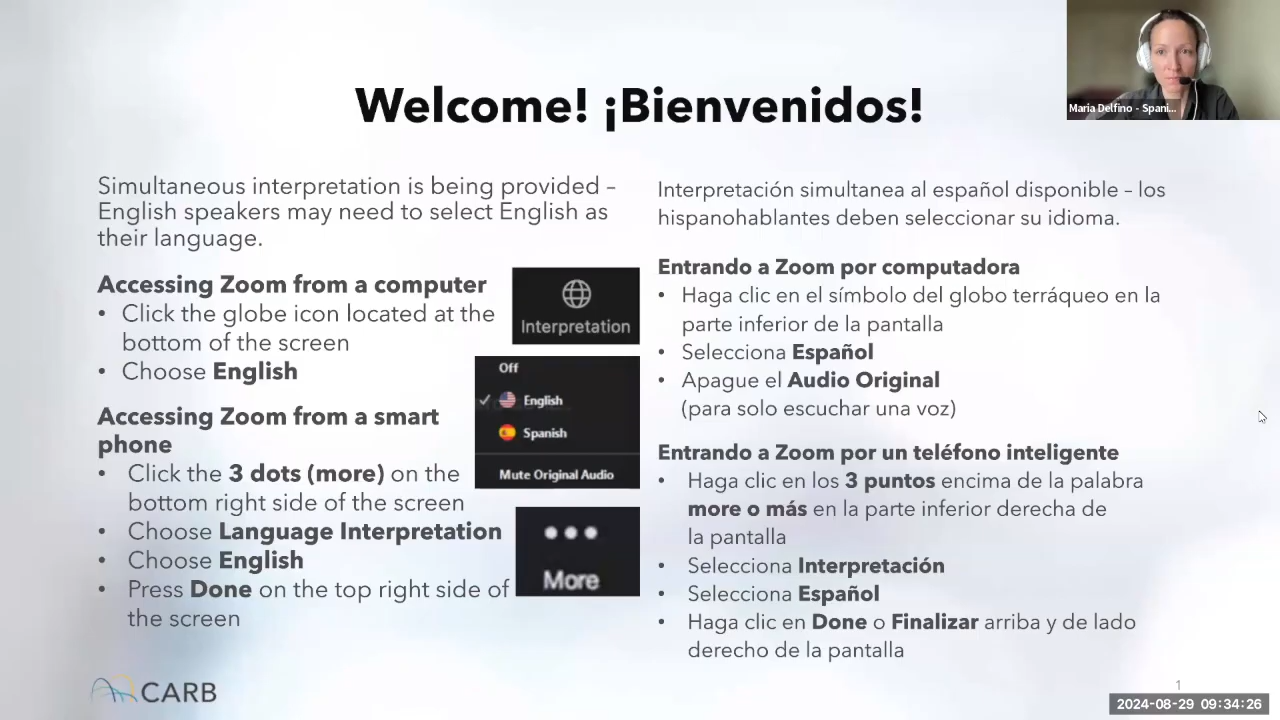 Welcome! ¡Bienvenidos!
Maria Delfino - Spani...
Simultaneous interpretation is being provided –
English speakers may need to select English as
their language.
Accessing Zoom from a computer
• Click the globe icon located at the
bottom of the screen
• Choose English
Accessing Zoom from a smart
phone
• Click the 3 dots (more) on the
bottom right side of the screen
• Choose Language Interpretation
• Choose English
• Press Done on the top right side of
the screen
Interpretation
Off
English
Spanish
Mute Original Audio
More
Interpretación simultanea al español disponible – los
hispanohablantes deben seleccionar su idioma.
Entrando a Zoom por computadora
• Haga clic en el símbolo del globo terráqueo en la
parte inferior de la pantalla
• Selecciona Español
• Apague el Audio Original
(para solo escuchar una voz)
Entrando a Zoom por un teléfono inteligente
• Haga clic en los 3 puntos encima de la palabra
more o más en la parte inferior derecha de
la pantalla
• Selecciona Interpretación
• Selecciona Español
• Haga clic en Done o Finalizar arriba y de lado
derecho de la pantalla
CARB
1
2024-08-29 09:34:26